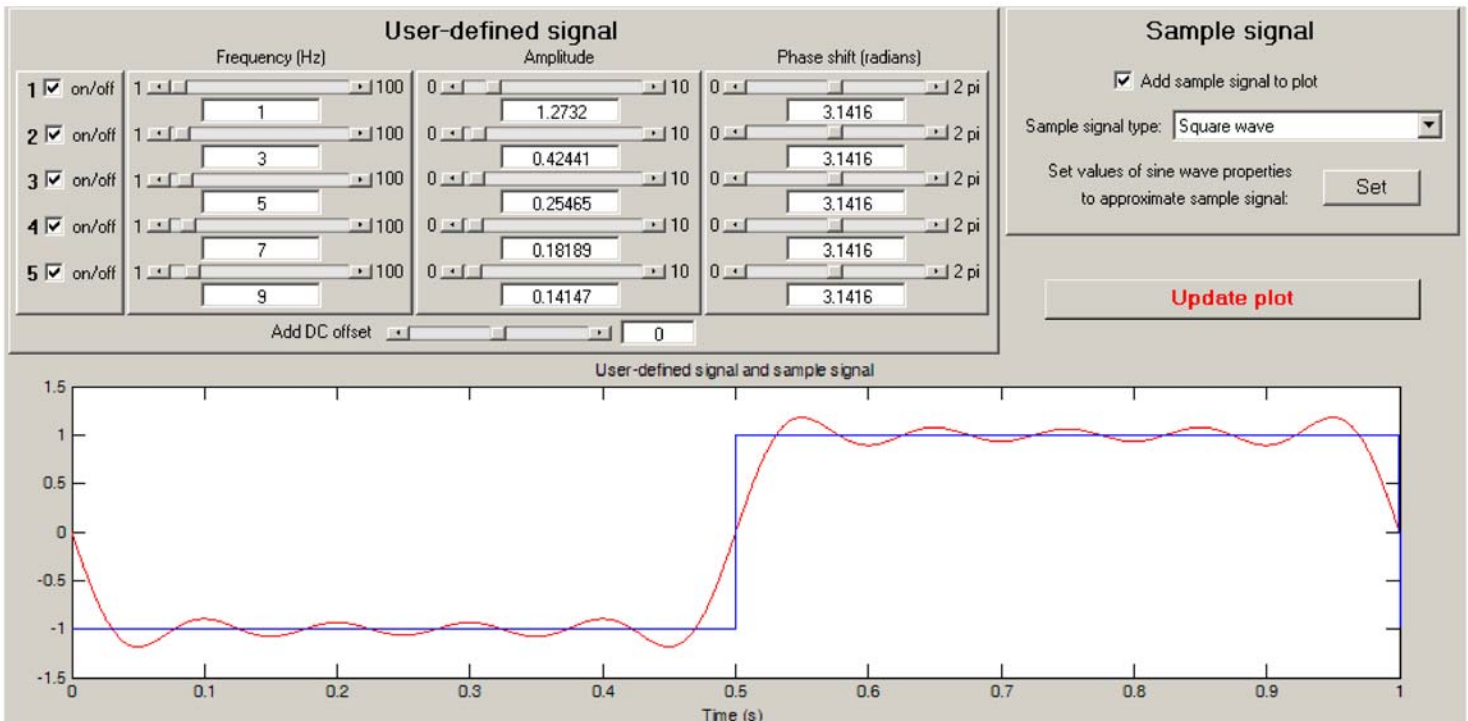 User-defined signal
Frequency (Hz) Amplitude Phase shift (radians)
1 on/off 1 100 0 10 0 2 pi
1 1.2732 3.1416
2 on/off 1 100 0 10 0 2 pi
3 0.42441 3.1416
3 on/off 1 100 0 10 0 2 pi
5 0.25465 3.1416
4 on/off 1 100 0 10 0 2 pi
7 0.18189 3.1416
5 on/off 1 100 0 10 0 2 pi
9 0.14147 3.1416
Add DC offset 0
Sample signal
Add sample signal to plot
Sample signal type: Square wave
Set values of sine wave properties
to approximate sample signal:
Set
Update plot
User-defined signal and sample signal
1.5
1
0.5
0
-0.5
-1
-1.5
0 0.1 0.2 0.3 0.4 0.5 0.6 0.7 0.8 0.9 1
Time (s)